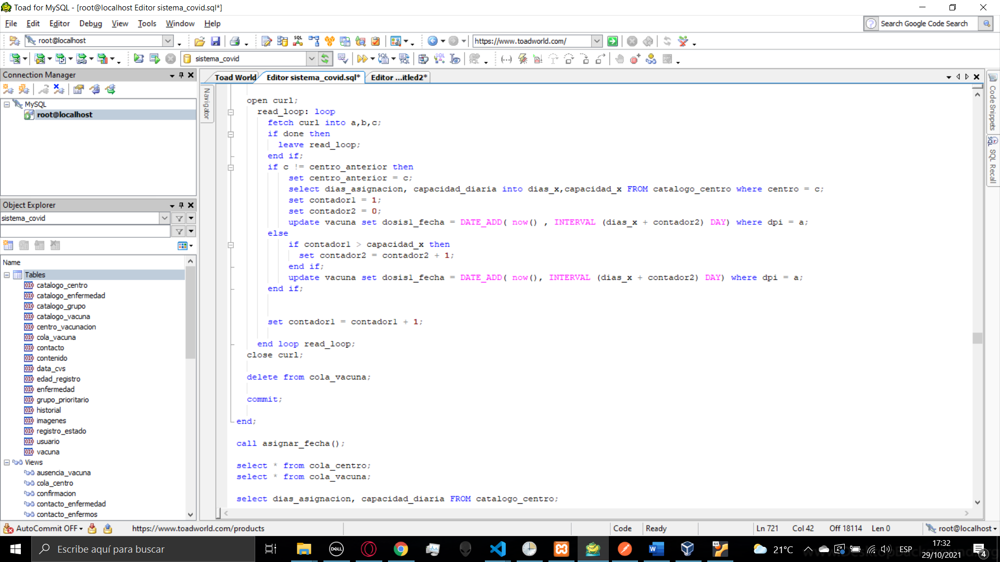 Toad for MySQL - [root@localhost Editor sistema_covid.sql*]
File Edit Editor Debug View Tools Window Help
Search Google Code Search
root@localhost
https://www.toadworld.com/
sistema_covid
Connection Manager
Toad World
Editor sistema_covid.sql*
Editor ...itled2*
MySQL
root@localhost
Navigator
Code Snippets
SQL Recall
Object Explorer
sistema_covid
Name
Tables
catalogo_centro
catalogo_enfermedad
catalogo_grupo
catalogo_vacuna
centro_vacunacion
cola_vacuna
contacto
contenido
data_cvs
edad_registro
enfermedad
grupo_prioritario
historial
imagenes
registro_estado
usuario
vacuna
Views
ausencia_vacuna
cola_centro
confirmacion
contacto_enfermedad
contacto_enfermos
open cur1;
read_loop: loop
fetch cur1 into a,b,c;
if done then
leave read_loop;
end if;
if c != centro_anterior then
set centro_anterior = c;
select dias_asignacion, capacidad_diaria into dias_x,capacidad_x FROM catalogo_centro where centro = c;
set contador1 = 1;
set contador2 = 0;
update vacuna set dosis1_fecha = DATE_ADD( now() , INTERVAL (dias_x + contador2) DAY) where dpi = a;
else
if contador1 > capacidad_x then
set contador2 = contador2 + 1;
end if;
update vacuna set dosis1_fecha = DATE_ADD( now(), INTERVAL (dias_x + contador2) DAY) where dpi = a;
end if;
set contador1 = contador1 + 1;
end loop read_loop;
close cur1;
delete from cola_vacuna;
commit;
end;
call asignar_fecha();
select * from cola_centro;
select * from cola_vacuna;
select dias_asignacion, capacidad_diaria FROM catalogo_centro;
AutoCommit OFF
https://www.toadworld.com/products
Code
Ready
Ln 721 Col 42 Off 18114 Len 0
root@localhost
Escribe aquí para buscar
DELL
64
21°C
ESP
17:32
29/10/2021
4